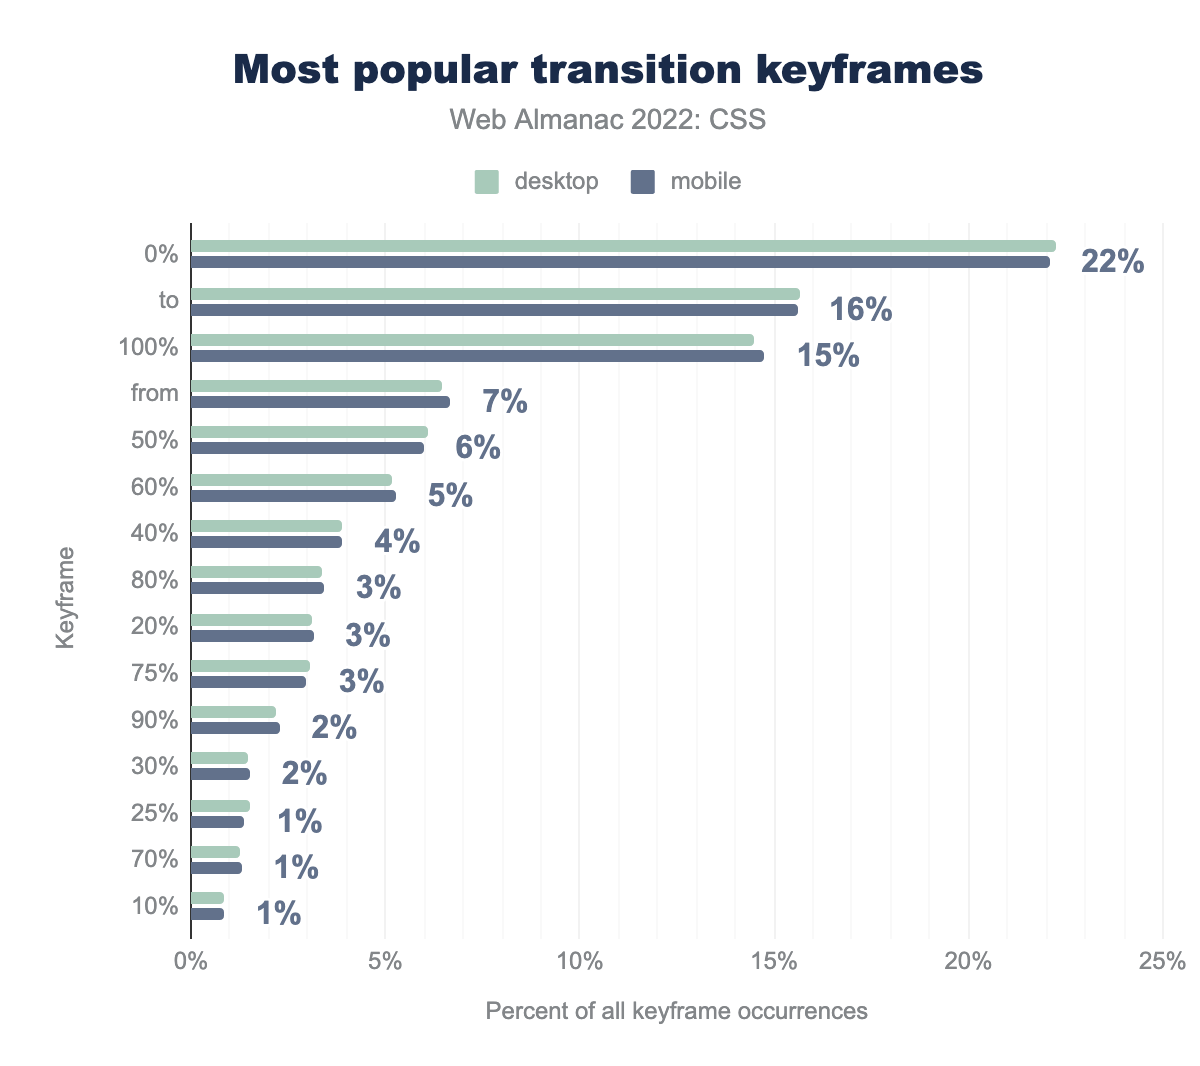 Most popular transition keyframes
Web Almanac 2022: CSS
desktop mobile
0% 22%
to 16%
100% 15%
from 7%
50% 6%
60% 5%
40% 4%
80% 3%
20% 3%
75% 3%
90% 2%
30% 2%
25% 1%
70% 1%
10% 1%
Keyframe
0% 5% 10% 15% 20% 25%
Percent of all keyframe occurrences